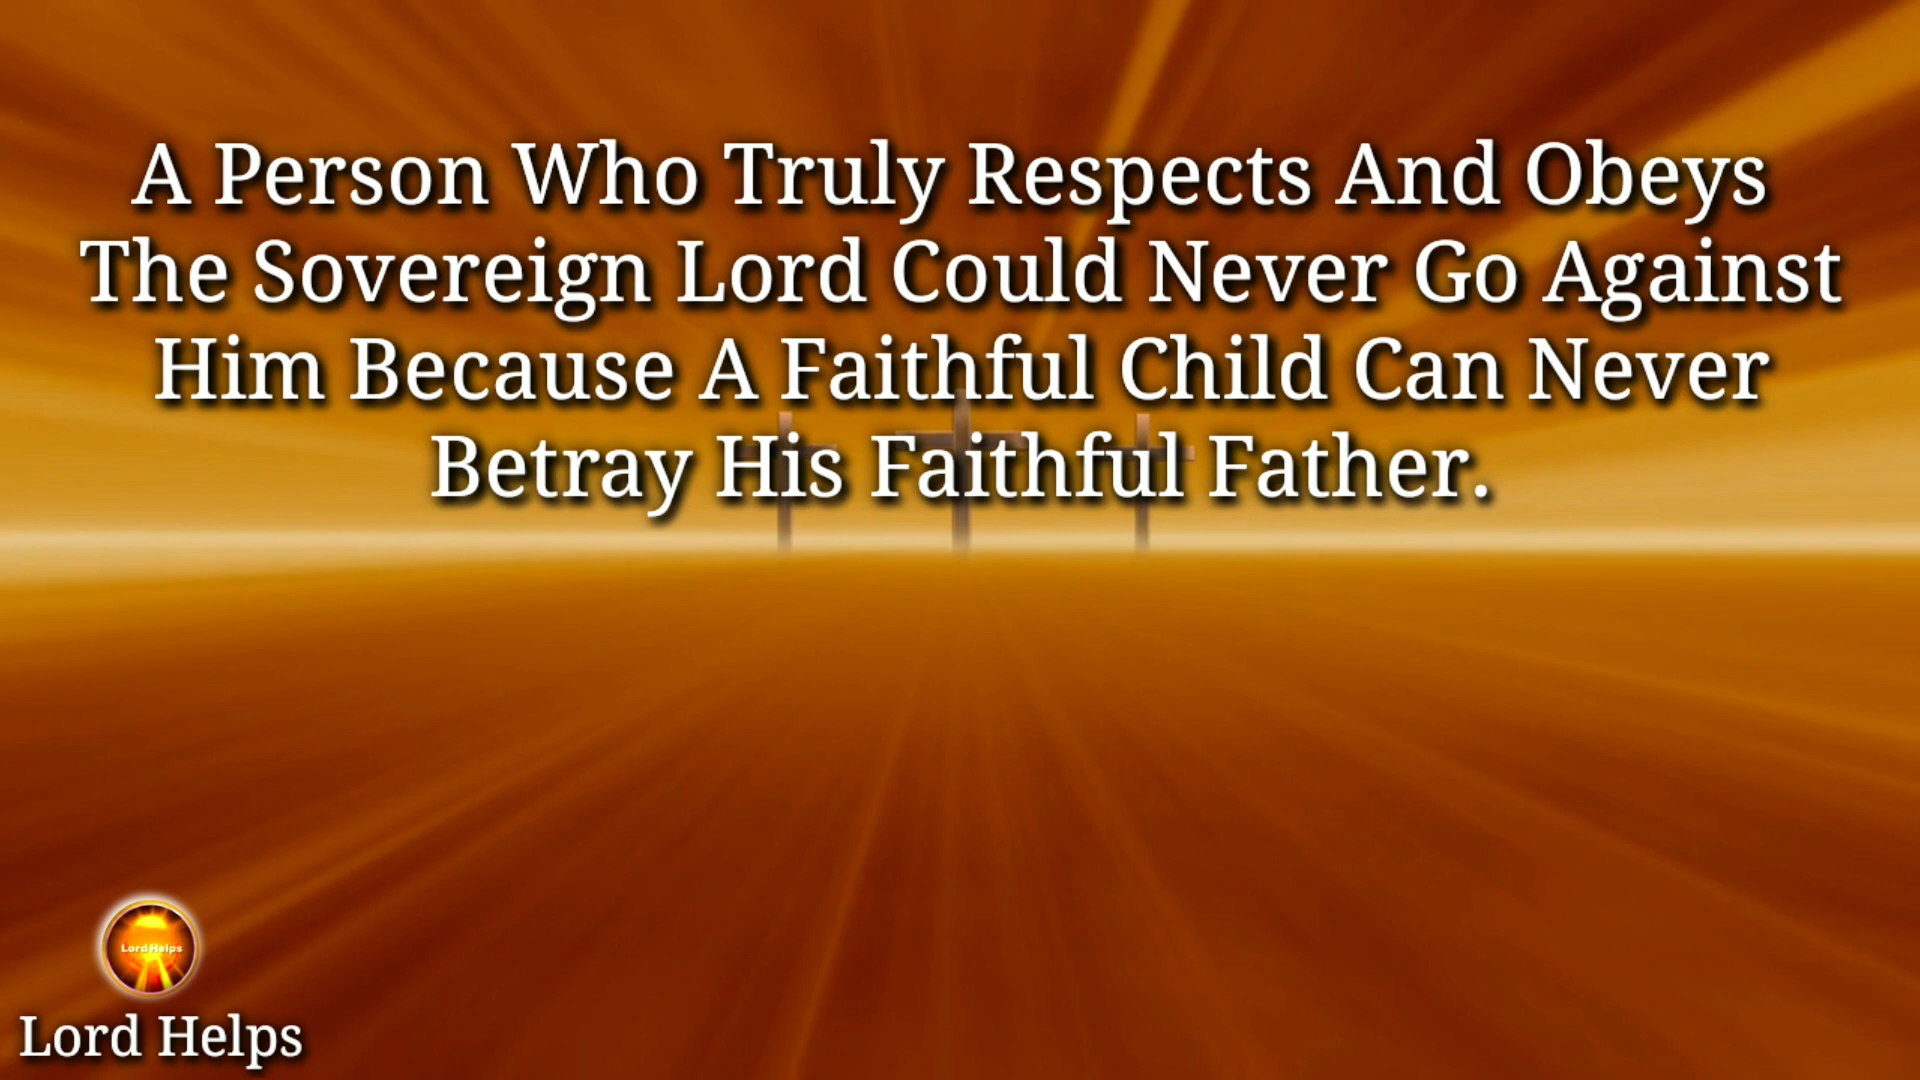 A Person Who Truly Respects And Obeys
The Sovereign Lord Could Never Go Against
Him Because A Faithful Child Can Never
Betray His Faithful Father.
Lord Helps
Lord Helps